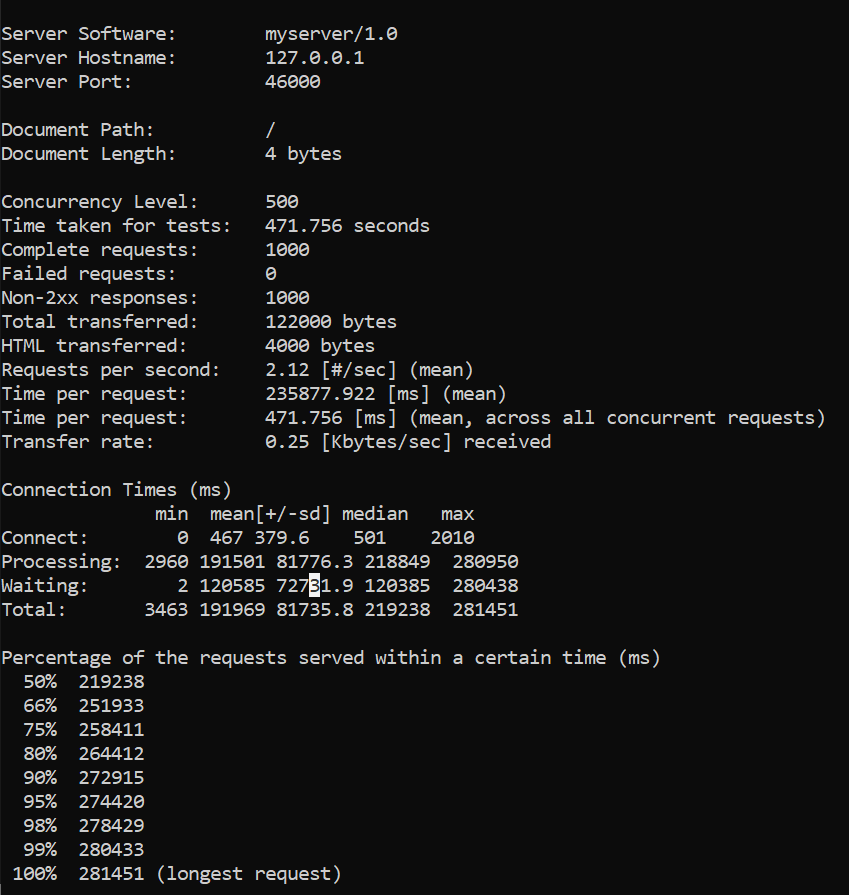 Server Software:        myserver/1.0
Server Hostname:        127.0.0.1
Server Port:            46000

Document Path:          /
Document Length:        4 bytes

Concurrency Level:      500
Time taken for tests:   471.756 seconds
Complete requests:      1000
Failed requests:        0
Non-2xx responses:      1000
Total transferred:      122000 bytes
HTML transferred:       4000 bytes
Requests per second:    2.12 [#/sec] (mean)
Time per request:       235877.922 [ms] (mean)
Time per request:       471.756 [ms] (mean, across all concurrent requests)
Transfer rate:          0.25 [Kbytes/sec] received

Connection Times (ms)
              min  mean[+/-sd] median   max
Connect:        0  467 379.6    501    2010
Processing:  2960 191501 81776.3 218849  280950
Waiting:        2 120585 72731.9 120385  280438
Total:       3463 191969 81735.8 219238  281451

Percentage of the requests served within a certain time (ms)
  50%  219238
  66%  251933
  75%  258411
  80%  264412
  90%  272915
  95%  274420
  98%  278429
  99%  280433
 100%  281451 (longest request)